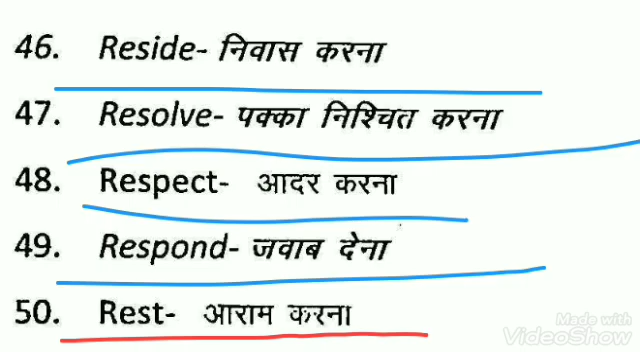 46. Reside- निवास करना
47. Resolve- पक्का निश्चित करना
48. Respect- आदर करना
49. Respond- जवाब देना
50. Rest- आराम करना
Made with
VideoShow